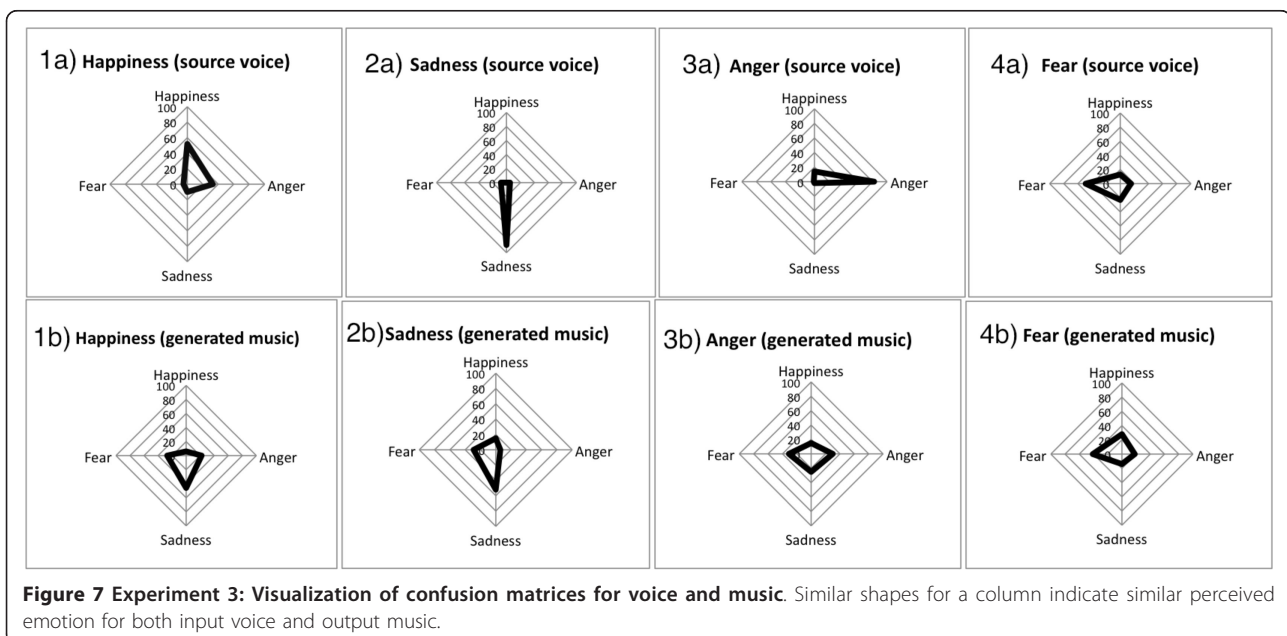 1a) Happiness (source voice)
Happiness
100
80
60
40
20
0
Fear
Anger
Sadness
2a) Sadness (source voice)
Happiness
100
80
60
40
20
0
Fear
Anger
Sadness
3a) Anger (source voice)
Happiness
100
80
60
40
20
0
Fear
Anger
Sadness
4a) Fear (source voice)
Happiness
100
80
60
40
20
0
Fear
Anger
Sadness
1b) Happiness (generated music)
Happiness
100
80
60
40
20
0
Fear
Anger
Sadness
2b) Sadness (generated music)
Happiness
100
80
60
40
20
0
Fear
Anger
Sadness
3b) Anger (generated music)
Happiness
100
80
60
40
20
0
Fear
Anger
Sadness
4b) Fear (generated music)
Happiness
100
80
60
40
20
0
Fear
Anger
Sadness
Figure 7 Experiment 3: Visualization of confusion matrices for voice and music. Similar shapes for a column indicate similar perceived
emotion for both input voice and output music.